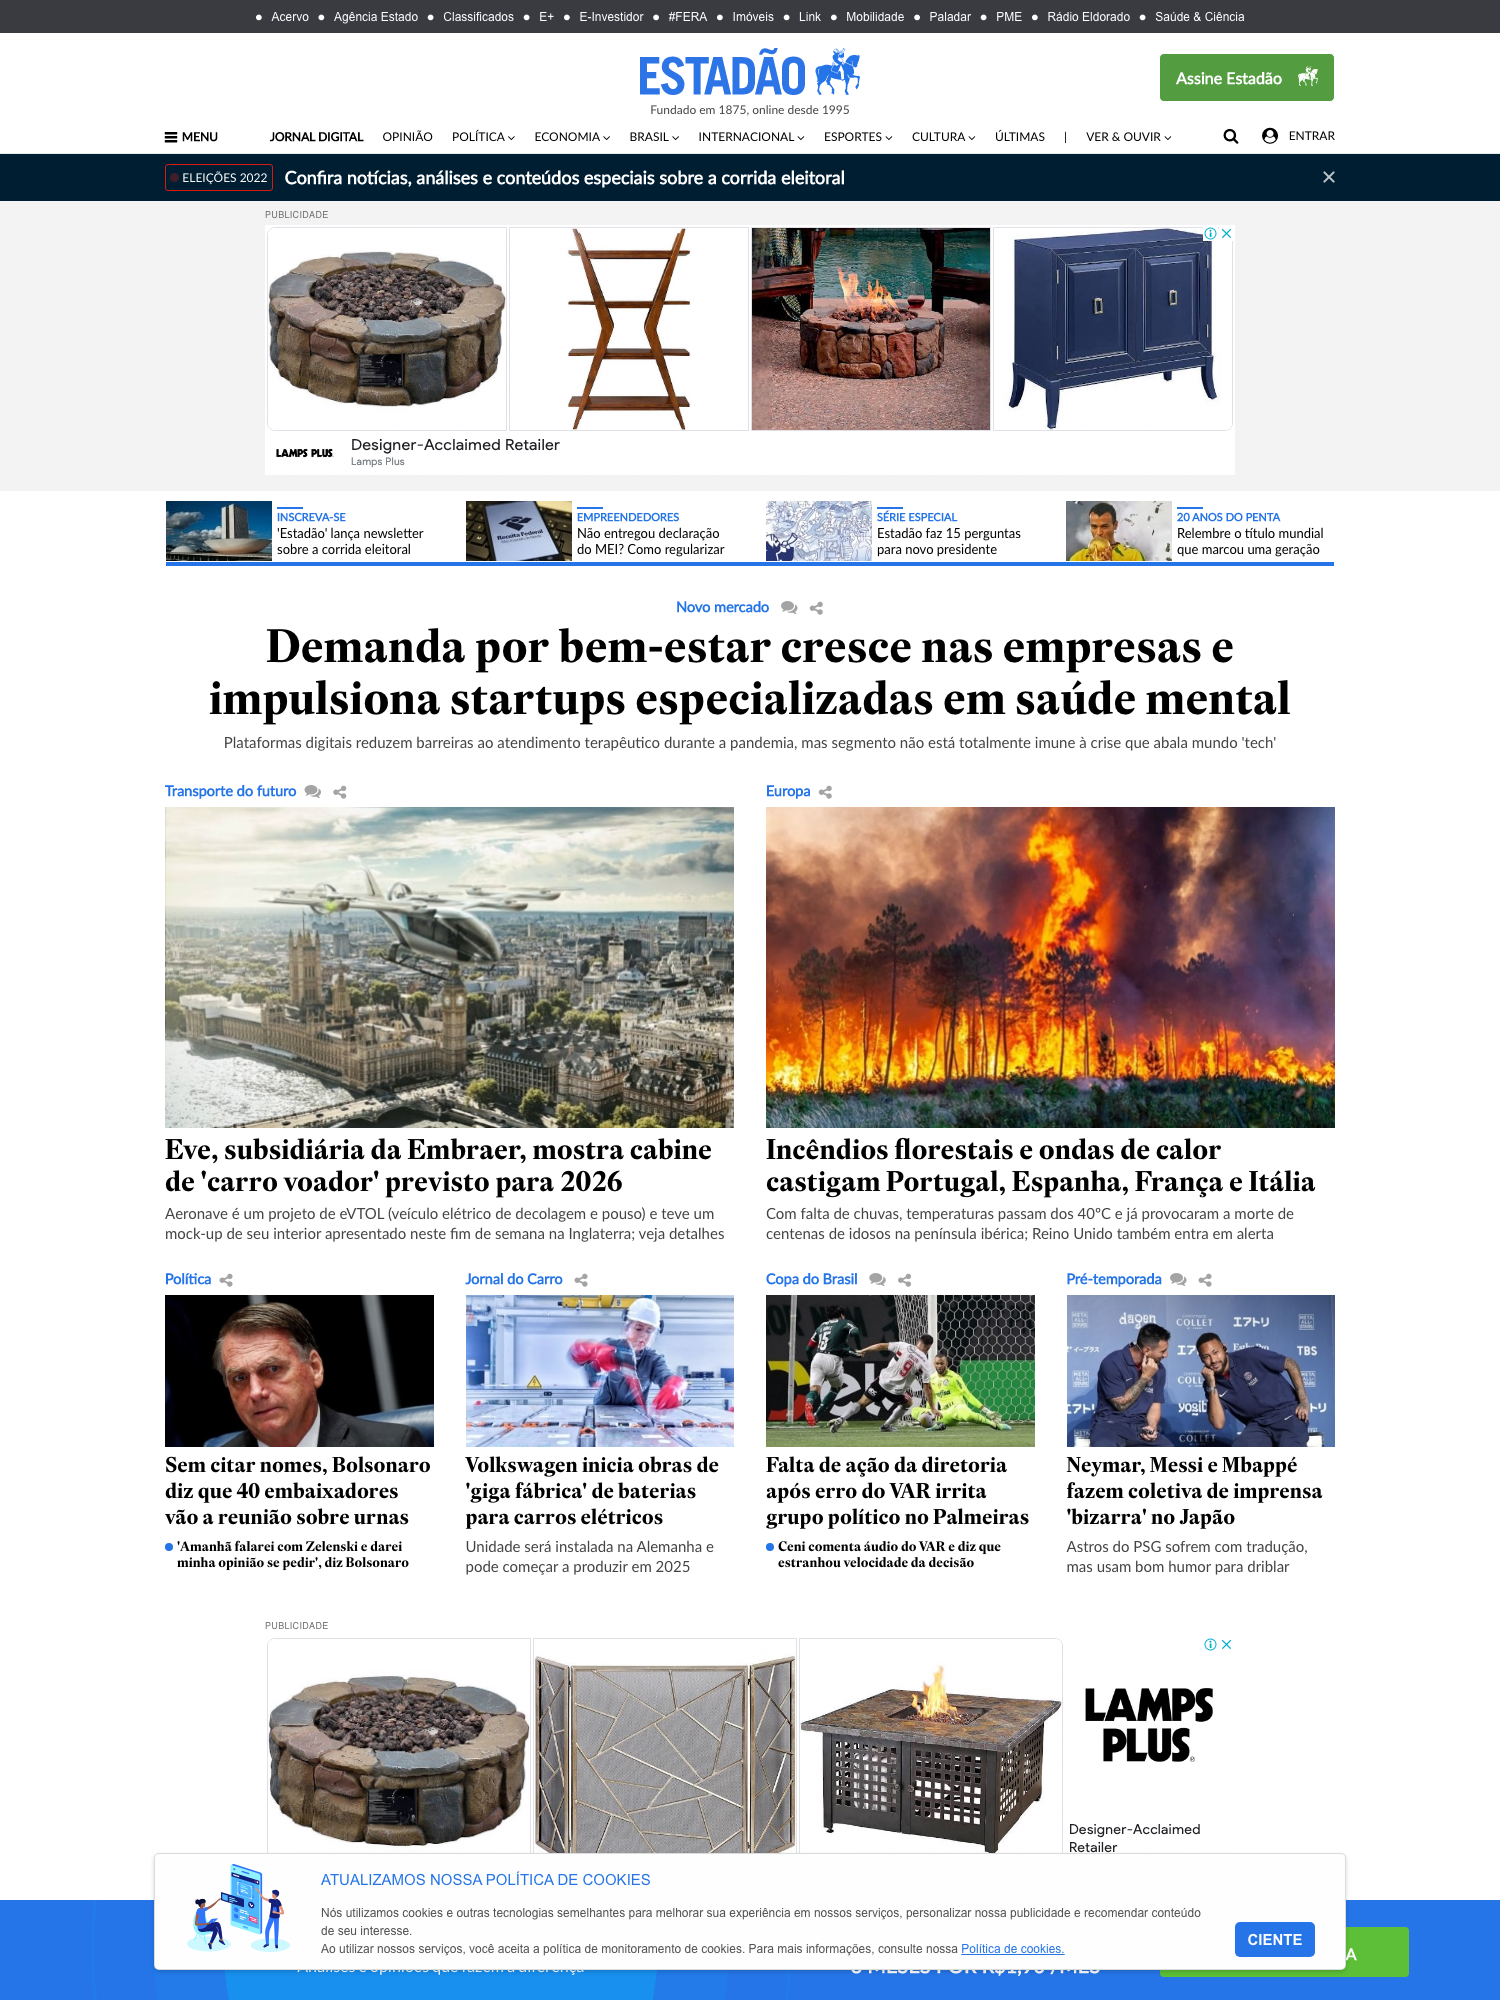 Acervo Agência Estado Classificados E+ E-Investidor #FERA Imóveis Link Mobilidade Paladar PME Rádio Eldorado Saúde & Ciência
ESTADÃO
Fundado em 1875, online desde 1995
Assine Estadão
MENU JORNAL DIGITAL OPINIÃO POLÍTICA ECONOMIA BRASIL INTERNACIONAL ESPORTES CULTURA ÚLTIMAS | VER & OUVIR ENTRAR
ELEIÇÕES 2022 Confira notícias, análises e conteúdos especiais sobre a corrida eleitoral
PUBLICIDADE
LAMPS PLUS
Designer-Acclaimed Retailer
Lamps Plus
INSCREVA-SE
'Estadão' lança newsletter
sobre a corrida eleitoral
Receita Federal
EMPREENDEDORES
Não entregou declaração
do MEI? Como regularizar
SÉRIE ESPECIAL
Estadão faz 15 perguntas
para novo presidente
20 ANOS DO PENTA
Relembre o título mundial
que marcou uma geração
Novo mercado
Demanda por bem-estar cresce nas empresas e
impulsiona startups especializadas em saúde mental
Plataformas digitais reduzem barreiras ao atendimento terapêutico durante a pandemia, mas segmento não está totalmente imune à crise que abala mundo 'tech'
Transporte do futuro
Eve, subsidiária da Embraer, mostra cabine
de 'carro voador' previsto para 2026
Aeronave é um projeto de eVTOL (veículo elétrico de decolagem e pouso) e teve um
mock-up de seu interior apresentado neste fim de semana na Inglaterra; veja detalhes
Europa
Incêndios florestais e ondas de calor
castigam Portugal, Espanha, França e Itália
Com falta de chuvas, temperaturas passam dos 40ºC e já provocaram a morte de
centenas de idosos na península ibérica; Reino Unido também entra em alerta
Política
Sem citar nomes, Bolsonaro
diz que 40 embaixadores
vão a reunião sobre urnas
'Amanhã falarei com Zelenski e darei
minha opinião se pedir', diz Bolsonaro
Jornal do Carro
Volkswagen inicia obras de
'giga fábrica' de baterias
para carros elétricos
Unidade será instalada na Alemanha e
pode começar a produzir em 2025
Copa do Brasil
15
9
Falta de ação da diretoria
após erro do VAR irrita
grupo político no Palmeiras
Ceni comenta áudio do VAR e diz que
estranhou velocidade da decisão
Pré-temporada
dagen
COLLET
エアトリ
TBS
yogibo
COLLET
Neymar, Messi e Mbappé
fazem coletiva de imprensa
'bizarra' no Japão
Astros do PSG sofrem com tradução,
mas usam bom humor para driblar
PUBLICIDADE
LAMPS
PLUS
Designer-Acclaimed
Retailer
ATUALIZAMOS NOSSA POLÍTICA DE COOKIES
Nós utilizamos cookies e outras tecnologias semelhantes para melhorar sua experiência em nossos serviços, personalizar nossa publicidade e recomendar conteúdo
de seu interesse.
Ao utilizar nossos serviços, você aceita a política de monitoramento de cookies. Para mais informações, consulte nossa Política de cookies.
CIENTE